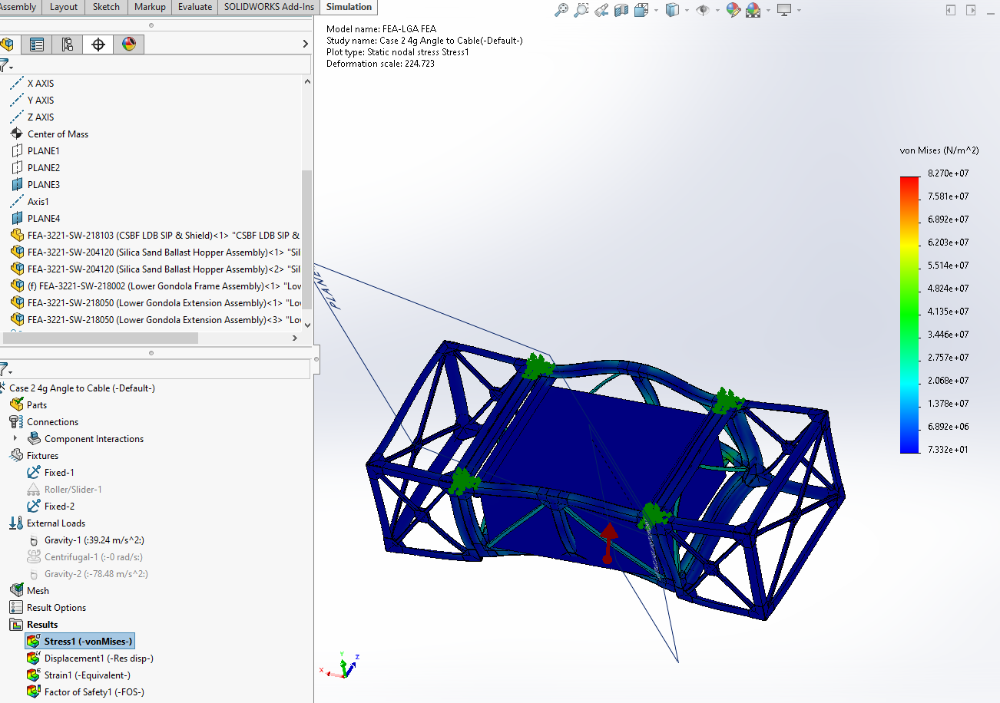 Assembly Layout Sketch Markup Evaluate SOLIDWORKS Add-Ins Simulation
Model name: FEA-LGA FEA
Study name: Case 2 4g Angle to Cable(-Default-)
Plot type: Static nodal stress Stress1
Deformation scale: 224.723
X AXIS
Y AXIS
Z AXIS
Center of Mass
PLANE1
PLANE2
PLANE3
Axis1
PLANE4
FEA-3221-SW-218103 (CSBF LDB SIP & Shield)<1> "CSBF LDB SIP &
FEA-3221-SW-204120 (Silica Sand Ballast Hopper Assembly)<1> "Sil
FEA-3221-SW-204120 (Silica Sand Ballast Hopper Assembly)<2> "Sil
(f) FEA-3221-SW-218002 (Lower Gondola Frame Assembly)<1> "Lov
FEA-3221-SW-218050 (Lower Gondola Extension Assembly)<1> "Lov
FEA-3221-SW-218050 (Lower Gondola Extension Assembly)<3> "Lov
Case 2 4g Angle to Cable (-Default-)
Parts
Connections
Component Interactions
Fixtures
Fixed-1
Roller/Slider-1
Fixed-2
External Loads
Gravity-1 (:39.24 m/s^2:)
Centrifugal-1 (:-0 rad/s:)
Gravity-2 (:-78.48 m/s^2:)
Mesh
Result Options
Results
Stress1 (-vonMises-)
Displacement1 (-Res disp-)
Strain1 (-Equivalent-)
Factor of Safety1 (-FOS-)
von Mises (N/m^2)
8.270e+07
7.581e+07
6.892e+07
6.203e+07
5.514e+07
4.824e+07
4.135e+07
3.446e+07
2.757e+07
2.068e+07
1.378e+07
6.892e+06
7.332e+01
Y
Z
X